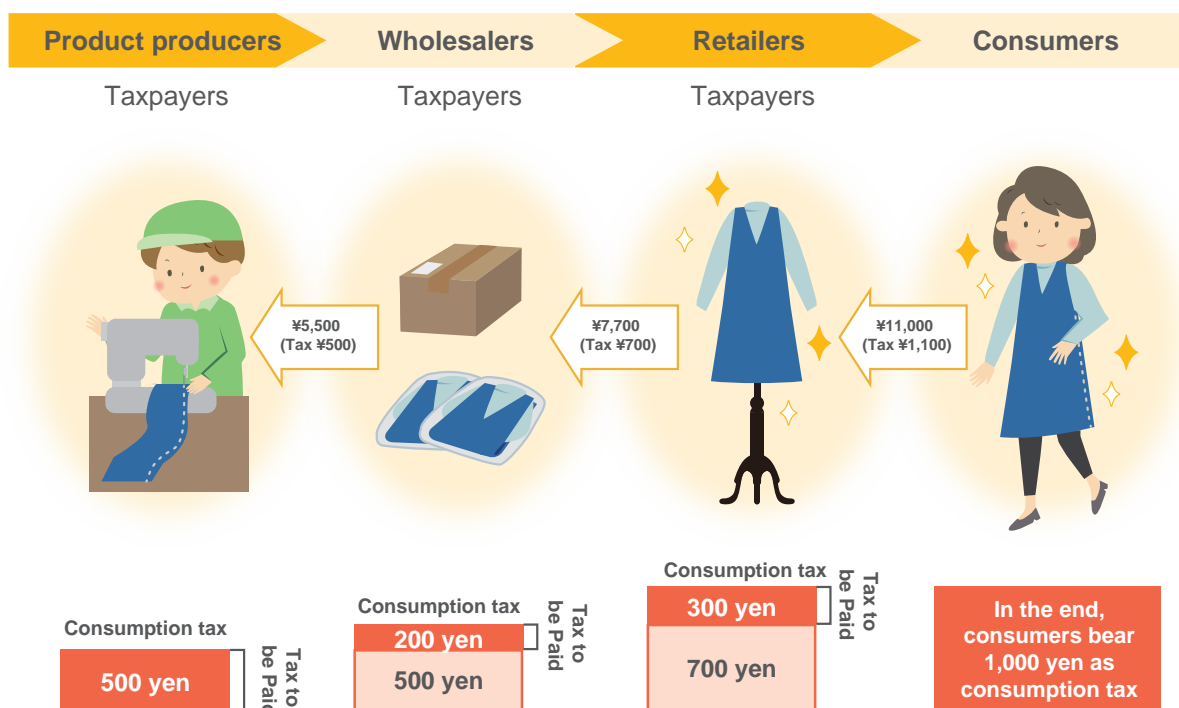 Product producers
Wholesalers
Retailers
Consumers
Taxpayers
Taxpayers
Taxpayers
¥5,500
(Tax ¥500)
¥7,700
(Tax ¥700)
¥11,000
(Tax ¥1,100)
Consumption tax
500 yen
Tax to
be Paid
Consumption tax
200 yen
500 yen
Tax to
be Paid
Consumption tax
300 yen
700 yen
Tax to
be Paid
In the end,
consumers bear
1,000 yen as
consumption tax